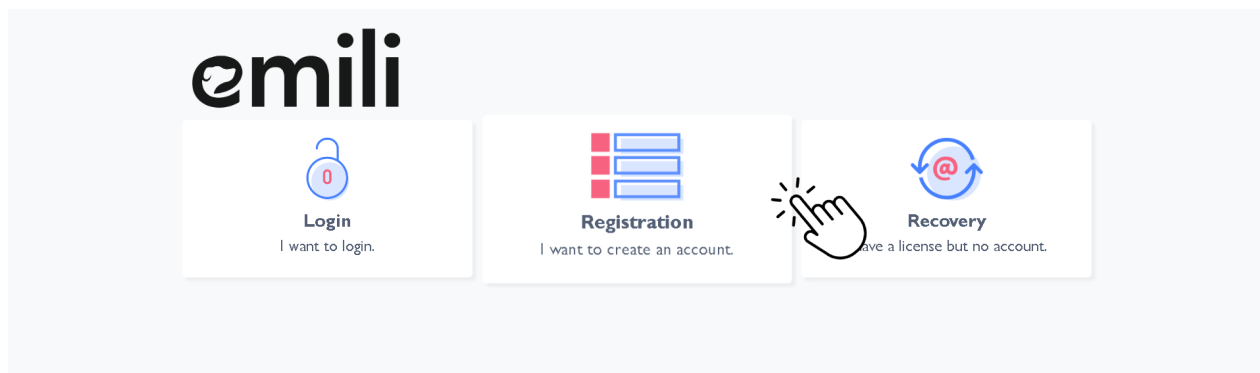 emili
Login
I want to login.
0
Registration
I want to create an account.
@
Recovery
ave a license but no account.